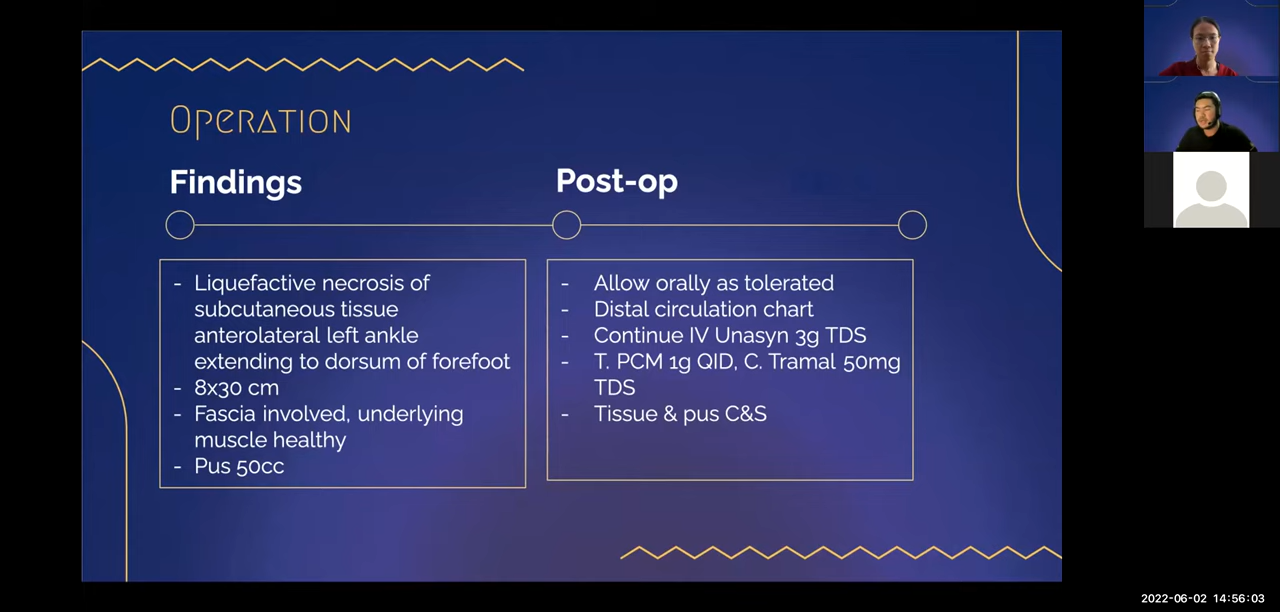 OPERATION
Findings
Post-op
- Liquefactive necrosis of
subcutaneous tissue
anterolateral left ankle
extending to dorsum of forefoot
- 8x30 cm
- Fascia involved, underlying
muscle healthy
- Pus 50cc
- Allow orally as tolerated
- Distal circulation chart
- Continue IV Unasyn 3g TDS
- T. PCM 1g QID, C. Tramal 50mg
TDS
- Tissue & pus C&S
2022-06-02 14:56:03